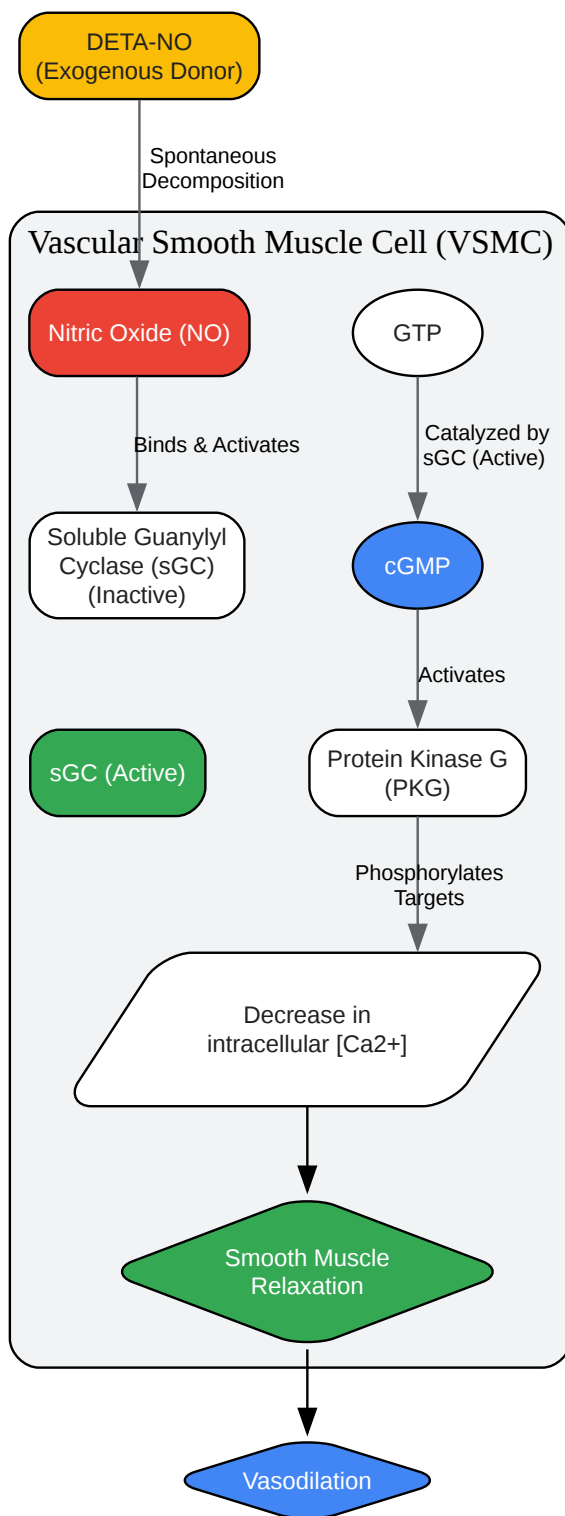 DETA-NO
(Exogenous Donor)
Spontaneous
Decomposition
Vascular Smooth Muscle Cell (VSMC)
Nitric Oxide (NO)
GTP
Binds & Activates
Catalyzed by
sGC (Active)
Soluble Guanylyl
Cyclase (sGC)
(Inactive)
cGMP
Activates
sGC (Active)
Protein Kinase G
(PKG)
Phosphorylates
Targets
Decrease in
intracellular [Ca2+]
Smooth Muscle
Relaxation
Vasodilation